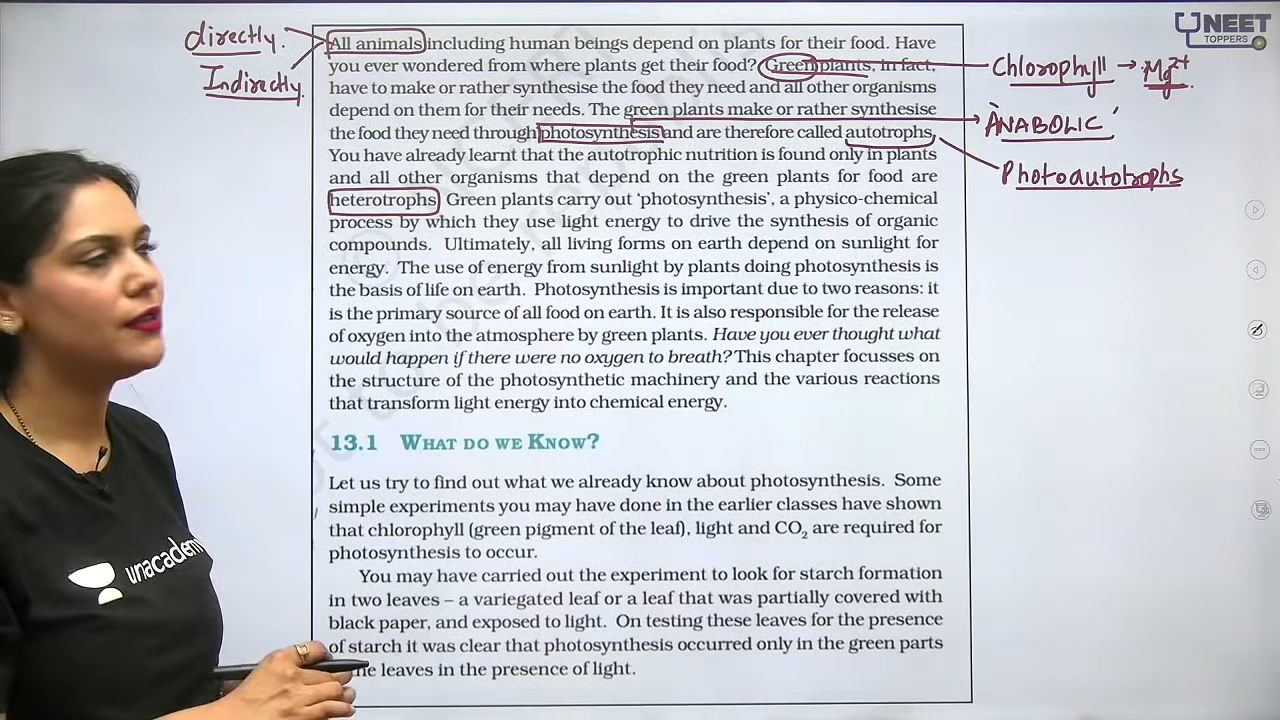 directly.
Indirectly.
NEET
TOPPERS
All animals including human beings depend on plants for their food. Have
you ever wondered from where plants get their food? Green plants, in fact,
have to make or rather synthesise the food they need and all other organisms
depend on them for their needs. The green plants make or rather synthesise
the food they need through photosynthesis and are therefore called autotrophs.
You have already learnt that the autotrophic nutrition is found only in plants
and all other organisms that depend on the green plants for food are
heterotrophs. Green plants carry out ‘photosynthesis’, a physico-chemical
process by which they use light energy to drive the synthesis of organic
compounds. Ultimately, all living forms on earth depend on sunlight for
energy. The use of energy from sunlight by plants doing photosynthesis is
the basis of life on earth. Photosynthesis is important due to two reasons: it
is the primary source of all food on earth. It is also responsible for the release
of oxygen into the atmosphere by green plants. Have you ever thought what
would happen if there were no oxygen to breath? This chapter focusses on
the structure of the photosynthetic machinery and the various reactions
that transform light energy into chemical energy.
Chlorophyll → Mg²⁺
ANABOLIC
Photoautotrophs
13.1 WHAT DO WE KNOW?
Let us try to find out what we already know about photosynthesis. Some
simple experiments you may have done in the earlier classes have shown
that chlorophyll (green pigment of the leaf), light and CO₂ are required for
photosynthesis to occur.
You may have carried out the experiment to look for starch formation
in two leaves – a variegated leaf or a leaf that was partially covered with
black paper, and exposed to light. On testing these leaves for the presence
of starch it was clear that photosynthesis occurred only in the green parts
leaves in the presence of light.
unacademy